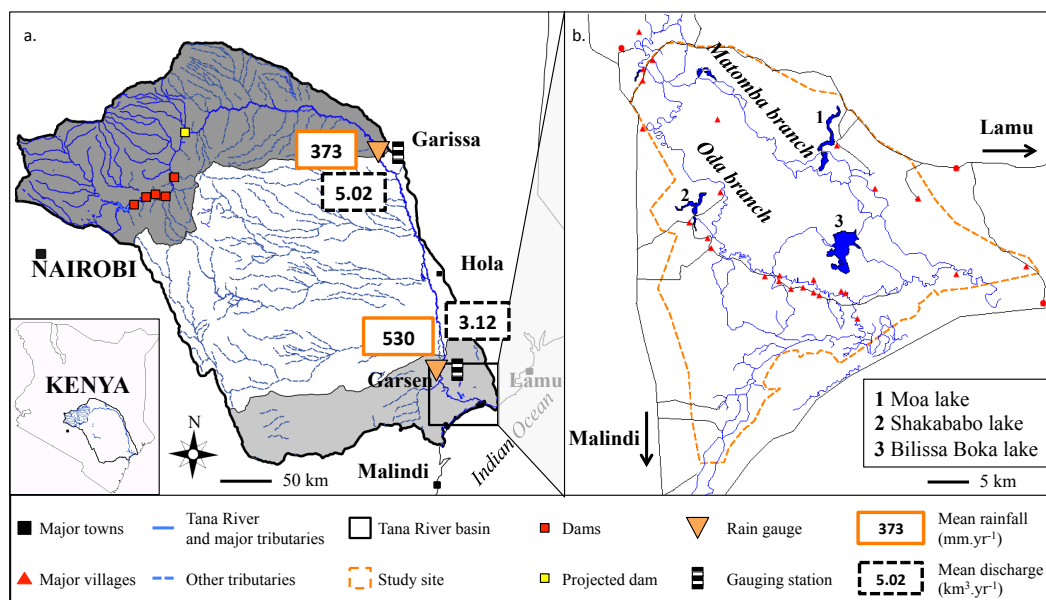 a.
Garissa
373
5.02
NAIROBI
Hola
3.12
530
Garsen
Lamu
KENYA
N
50 km
Malindi
Indian Ocean
b.
Matomba branch
1
Lamu
Oda branch
2
3
Malindi
1 Moa lake
2 Shakababo lake
3 Bilissa Boka lake
5 km
Major towns
Tana River
and major tributaries
Tana River basin
Dams
Rain gauge
373
Mean rainfall
(mm.yr⁻¹)
Major villages
Other tributaries
Study site
Projected dam
Gauging station
5.02
Mean discharge
(km³.yr⁻¹)